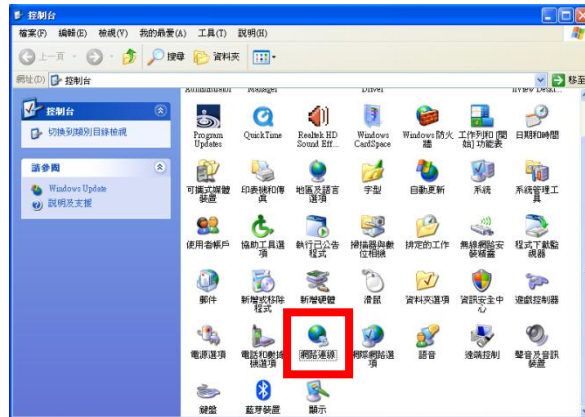 控制台
檔案(F) 編輯(E) 檢視(V) 我的最愛(A) 工具(T) 說明(H)
上一頁 搜尋 資料夾
網址(D) 控制台 移至
控制台
切換到類別目錄檢視
請參閱
Windows Update
說明及支援
Program Updates
QuickTime
Realtek HD Sound Eff...
Windows CardSpace
Windows 防火牆
工作列和 [開始] 功能表
日期和時間
可攜式媒體裝置
印表機和傳真
地區及語言選項
字型
自動更新
系統
系統管理工具
使用者帳戶
協助工具選項
執行已公告程式
掃描器與數位相機
排定的工作
無線網路安裝精靈
程式下載監視器
郵件
新增或移除程式
新增硬體
滑鼠
資料夾選項
資訊安全中心
遊戲控制器
電源選項
電話和數據機選項
網路連線
網際網路選項
語音
遠端控制
聲音及音訊裝置
鍵盤
藍芽裝置
顯示